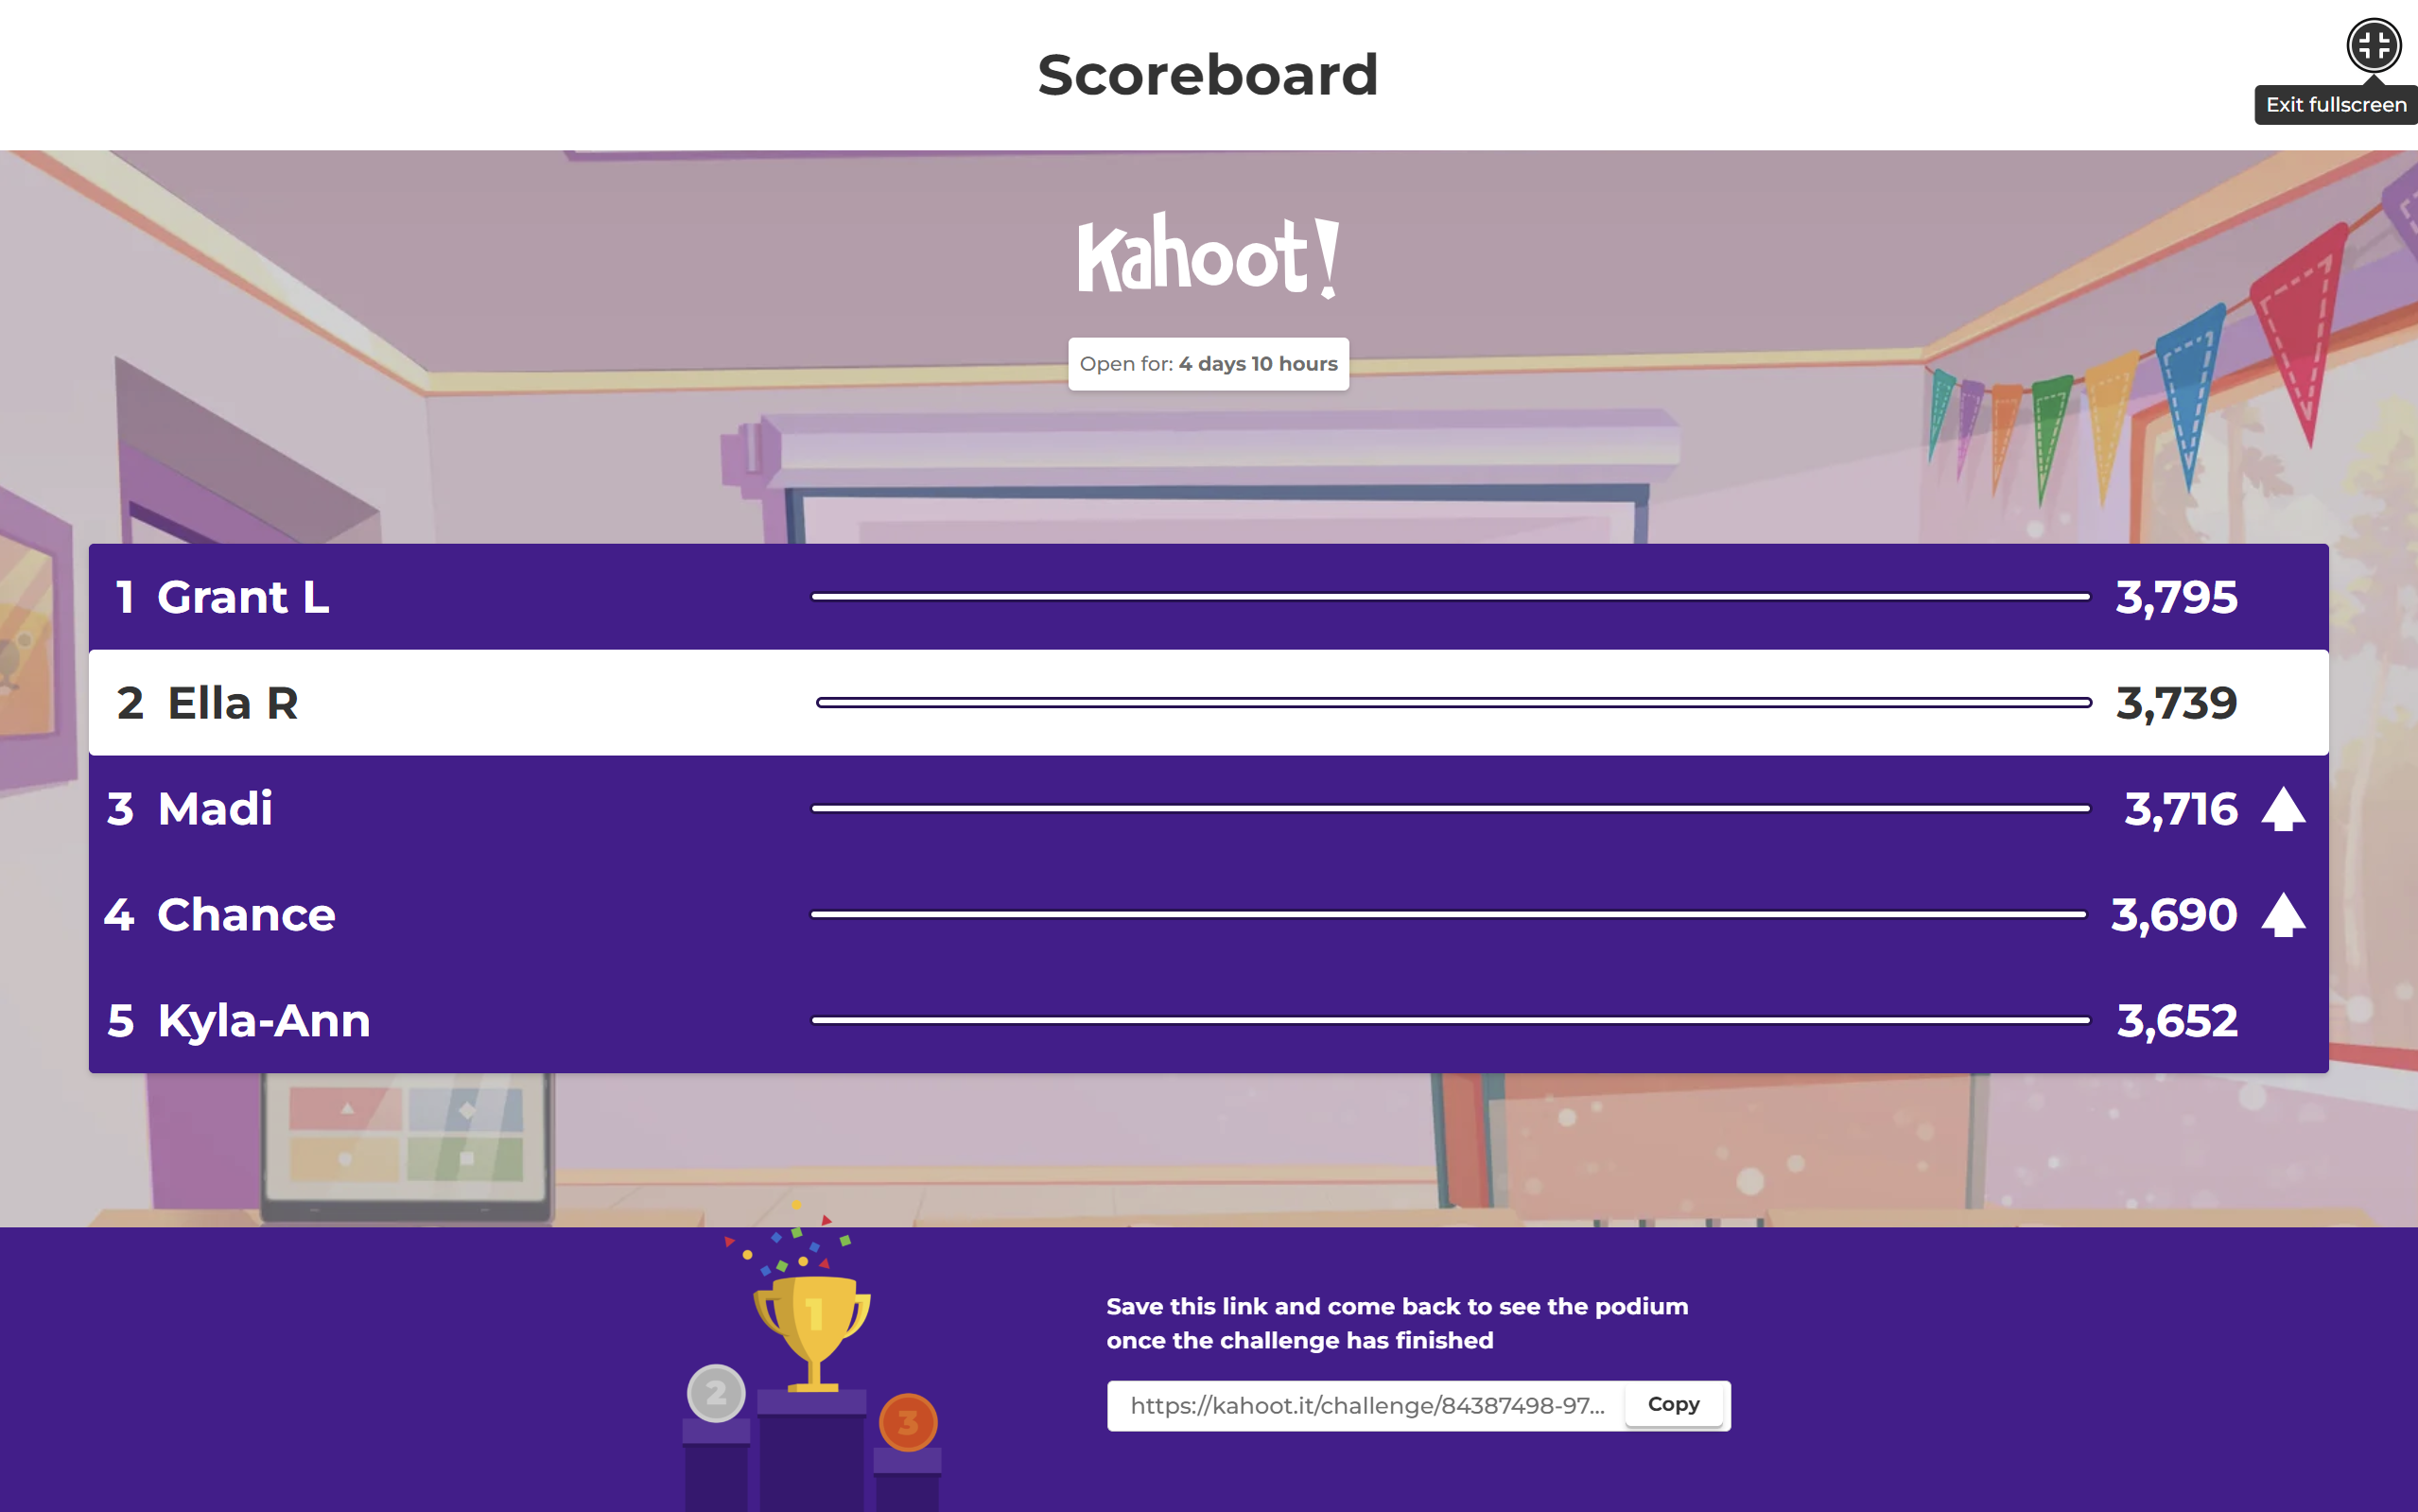 Scoreboard
Exit fullscreen
Kahoot!
Open for: 4 days 10 hours
1 Grant L 3,795
2 Ella R 3,739
3 Madi 3,716
4 Chance 3,690
5 Kyla-Ann 3,652
1
2
3
Save this link and come back to see the podium
once the challenge has finished
https://kahoot.it/challenge/84387498-97... Copy